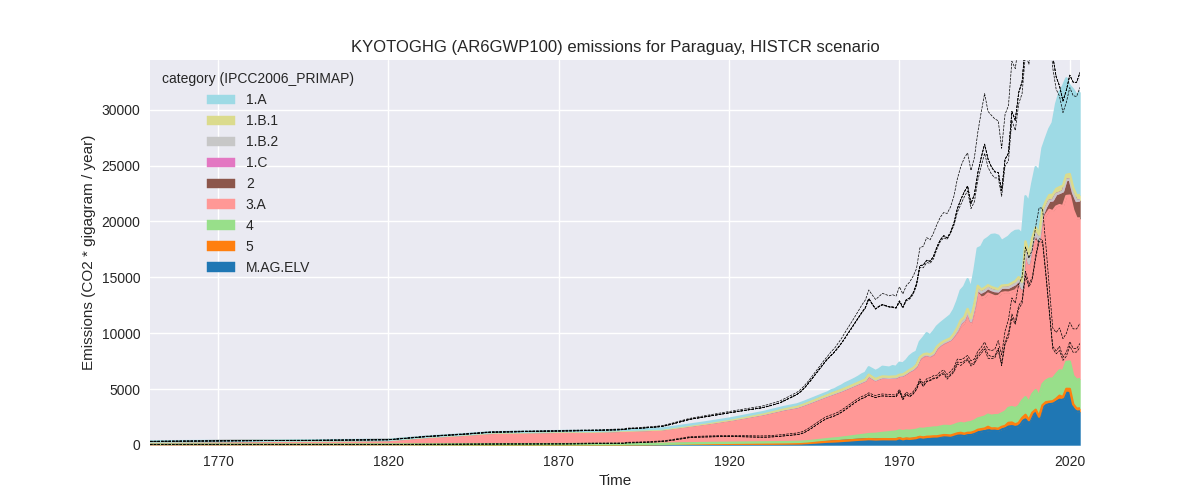 KYOTOGHG (AR6GWP100) emissions for Paraguay, HISTCR scenario
category (IPCC2006_PRIMAP)
1.A
1.B.1
1.B.2
1.C
2
3.A
4
5
M.AG.ELV
Emissions (CO2 * gigagram / year)
30000
25000
20000
15000
10000
5000
0
1770
1820
1870
1920
1970
2020
Time